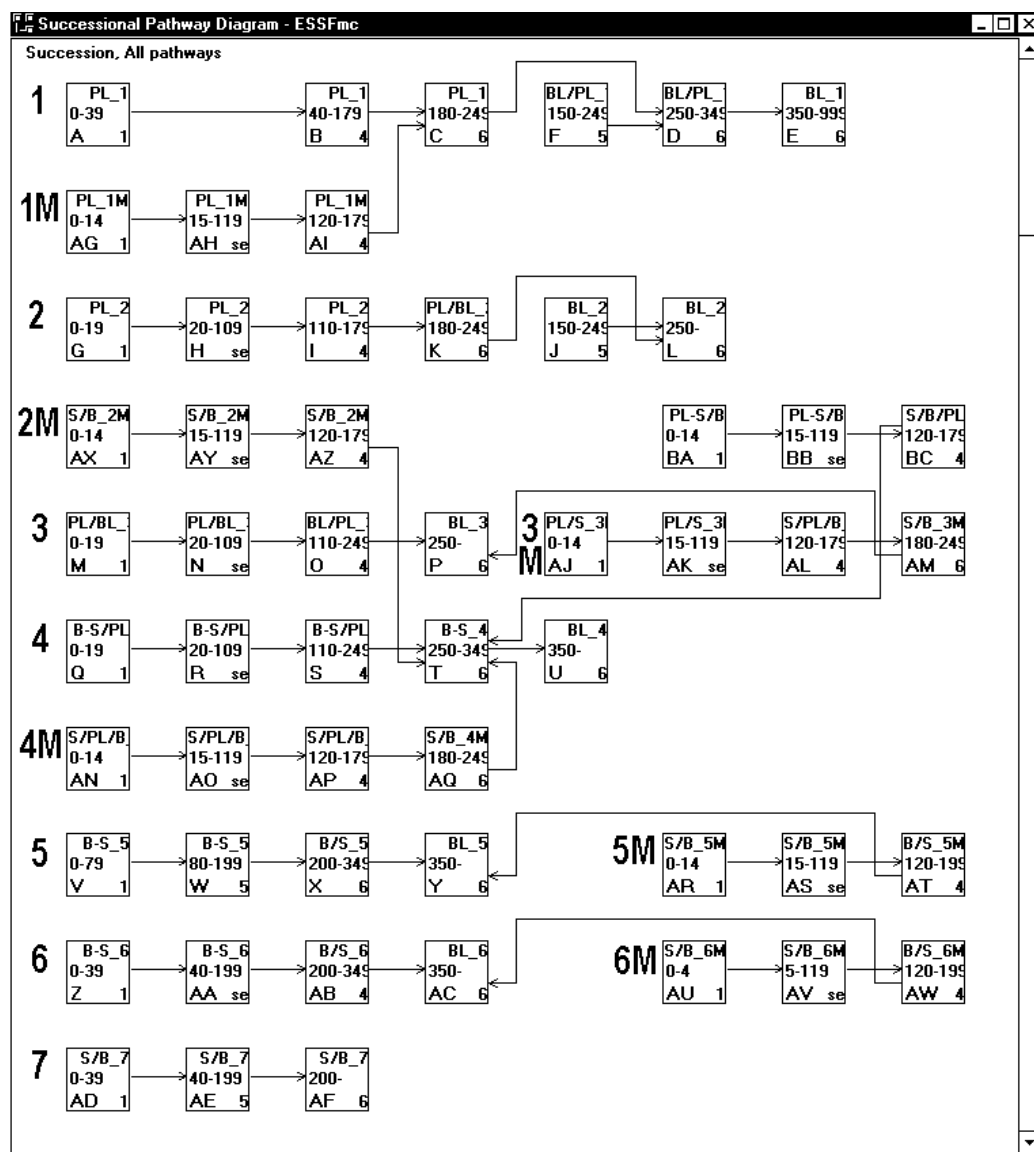 Successional Pathway Diagram - ESSFmc
Succession, All pathways
1
PL_1
0-39
A 1
PL_1
40-179
B 4
PL_1
180-249
C 6
BL/PL_
150-249
F 5
BL/PL_
250-349
D 6
BL_1
350-999
E 6
1M
PL_1M
0-14
AG 1
PL_1M
15-119
AH se
PL_1M
120-179
AI 4
2
PL_2
0-19
G 1
PL_2
20-109
H se
PL_2
110-179
I 4
PL/BL_
180-249
K 6
BL_2
150-249
J 5
BL_2
250-
L 6
2M
S/B_2M
0-14
AX 1
S/B_2M
15-119
AY se
S/B_2M
120-179
AZ 4
PL-S/B
0-14
BA 1
PL-S/B
15-119
BB se
S/B/PL
120-179
BC 4
3
PL/BL_
0-19
M 1
PL/BL_
20-109
N se
BL/PL_
110-249
O 4
BL_3
250-
P 6
3
M
PL/S_3
0-14
AJ 1
PL/S_3
15-119
AK se
S/PL/B_
120-179
AL 4
S/B_3M
180-249
AM 6
4
B-S/PL
0-19
Q 1
B-S/PL
20-109
R se
B-S/PL
110-249
S 4
B-S_4
250-349
T 6
BL_4
350-
U 6
4M
S/PL/B_
0-14
AN 1
S/PL/B_
15-119
AO se
S/PL/B_
120-179
AP 4
S/B_4M
180-249
AQ 6
5
B-S_5
0-79
V 1
B-S_5
80-199
W 5
B/S_5
200-349
X 6
BL_5
350-
Y 6
5M
S/B_5M
0-14
AR 1
S/B_5M
15-119
AS se
B/S_5M
120-199
AT 4
6
B-S_6
0-39
Z 1
B-S_6
40-199
AA se
B/S_6
200-349
AB 4
BL_6
350-
AC 6
6M
S/B_6M
0-4
AU 1
S/B_6M
5-119
AV se
B/S_6M
120-199
AW 4
7
S/B_7
0-39
AD 1
S/B_7
40-199
AE 5
S/B_7
200-
AF 6